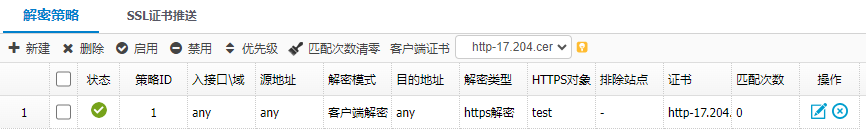 解密策略 SSL证书推送
新建 删除 启用 禁用 优先级 匹配次数清零 客户端证书 http-17.204.cer
状态 策略ID 入接口\域 源地址 解密模式 目的地址 解密类型 HTTPS对象 排除站点 证书 匹配次数 操作
1 1 any any 客户端解密 any https解密 test - http-17.204. 0